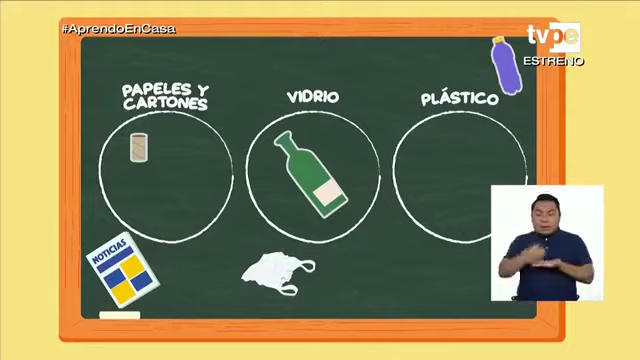 #AprendoEnCasa
tvpe
ESTRENO
PAPELES Y
CARTONES
VIDRIO
PLÁSTICO
NOTICIAS